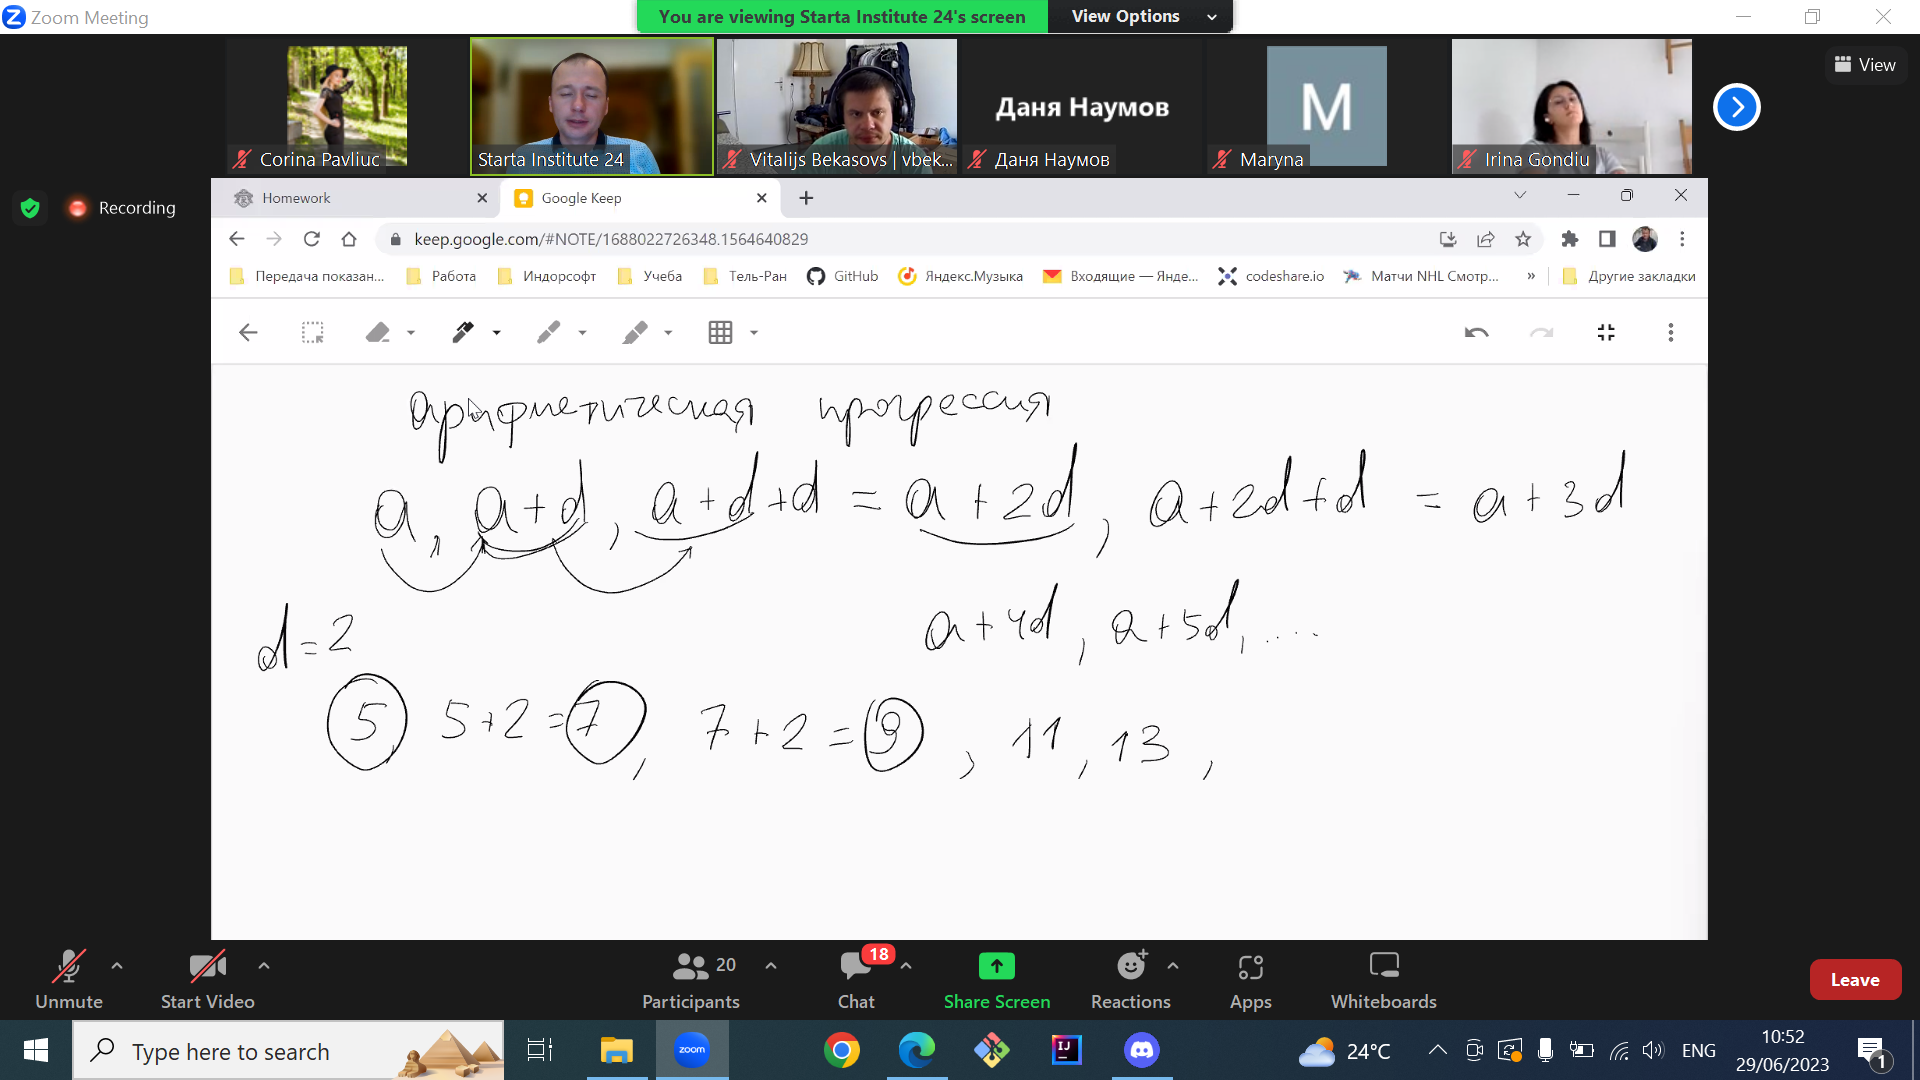 Zoom Meeting
You are viewing Starta Institute 24's screen
View Options
Corina Pavliuc
Starta Institute 24
Vitalijs Bekasovs | vbek...
Даня Наумов
Даня Наумов
M
Maryna
Irina Gondiu
View
Recording
Homework
Google Keep
keep.google.com/#NOTE/1688022726348.1564640829
Передача показан...
Работа
Индорсофт
Учеба
Тель-Ран
GitHub
Яндекс.Музыка
Входящие — Янде...
codeshare.io
Матчи NHL Смотр...
»
Другие закладки
арифметическая прогрессия
a, a+d, a+d+d = a+2d, a+2d+d = a+3d
a+4d, a+5d, ....
d=2
5, 5+2=7, 7+2=9, 11, 13,
Unmute
Start Video
20
Participants
18
Chat
Share Screen
Reactions
Apps
Whiteboards
Leave
Type here to search
zoom
IJ
24°C
ENG
10:52
29/06/2023
1